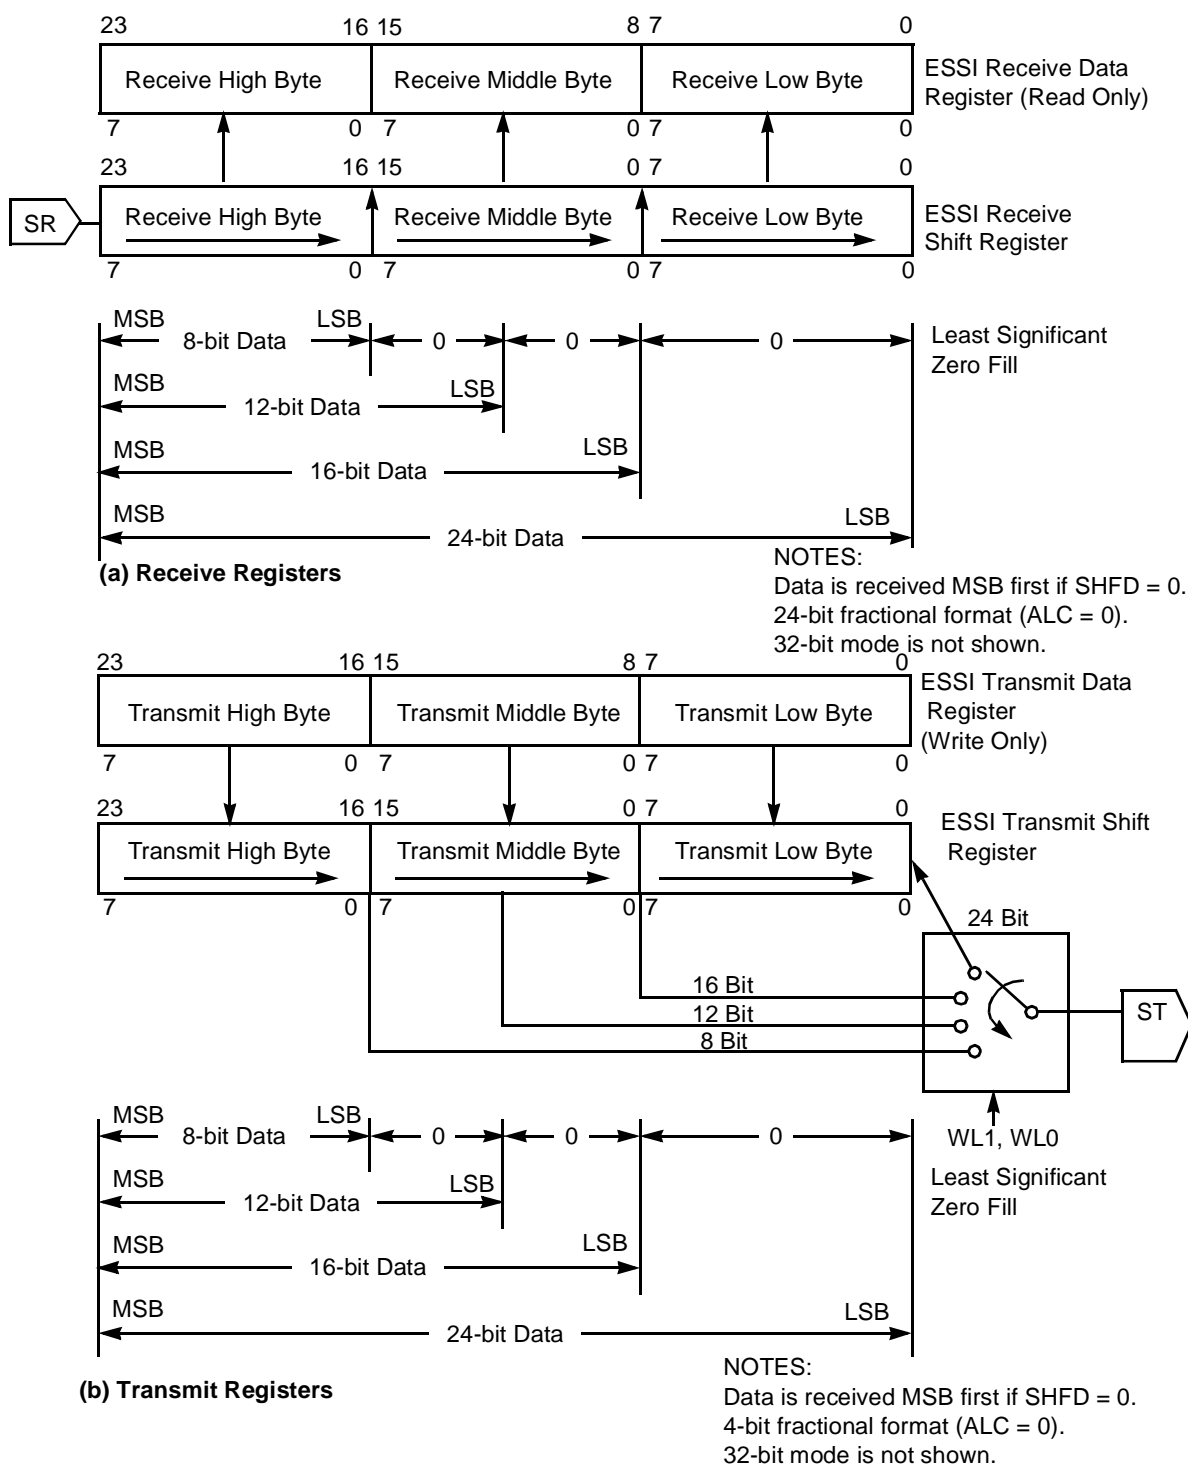 23 16 15 8 7 0
Receive High Byte Receive Middle Byte Receive Low Byte
ESSI Receive Data
Register (Read Only)
7 0 7 0 7 0
23 16 15 0 7 0
SR
Receive High Byte Receive Middle Byte Receive Low Byte
ESSI Receive
Shift Register
7 0 7 0 7 0
MSB LSB
8-bit Data 0 0 0
Least Significant
Zero Fill
MSB LSB
12-bit Data
MSB LSB
16-bit Data
MSB LSB
24-bit Data
(a) Receive Registers
NOTES:
Data is received MSB first if SHFD = 0.
24-bit fractional format (ALC = 0).
32-bit mode is not shown.
23 16 15 8 7 0
Transmit High Byte Transmit Middle Byte Transmit Low Byte
ESSI Transmit Data
Register
(Write Only)
7 0 7 0 7 0
23 16 15 0 7 0
Transmit High Byte Transmit Middle Byte Transmit Low Byte
ESSI Transmit Shift
Register
7 0 7 0 7 0
24 Bit
16 Bit
12 Bit
8 Bit
ST
WL1, WL0
MSB LSB
8-bit Data 0 0 0
Least Significant
Zero Fill
MSB LSB
12-bit Data
MSB LSB
16-bit Data
MSB LSB
24-bit Data
(b) Transmit Registers
NOTES:
Data is received MSB first if SHFD = 0.
4-bit fractional format (ALC = 0).
32-bit mode is not shown.